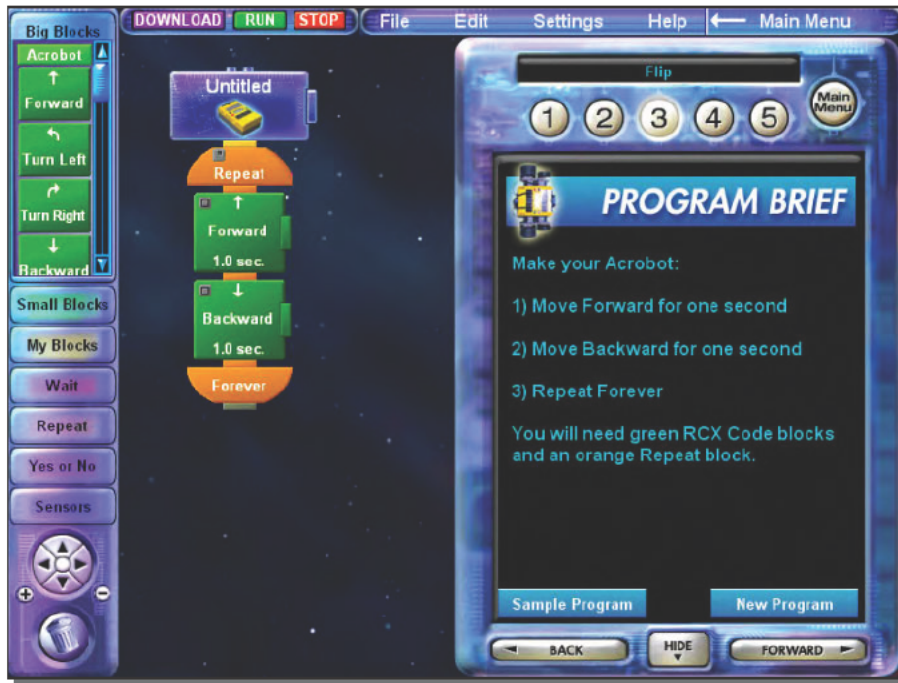 Big Blocks
Acrobot
Forward
Turn Left
Turn Right
Backward
Small Blocks
My Blocks
Wait
Repeat
Yes or No
Sensors
DOWNLOAD RUN STOP
File Edit Settings Help Main Menu
Untitled
Repeat
Forward
1.0 sec.
Backward
1.0 sec.
Forever
Flip
1 2 3 4 5
Main
Menu
PROGRAM BRIEF
Make your Acrobot:
1) Move Forward for one second
2) Move Backward for one second
3) Repeat Forever
You will need green RCX Code blocks
and an orange Repeat block.
Sample Program New Program
BACK HIDE FORWARD